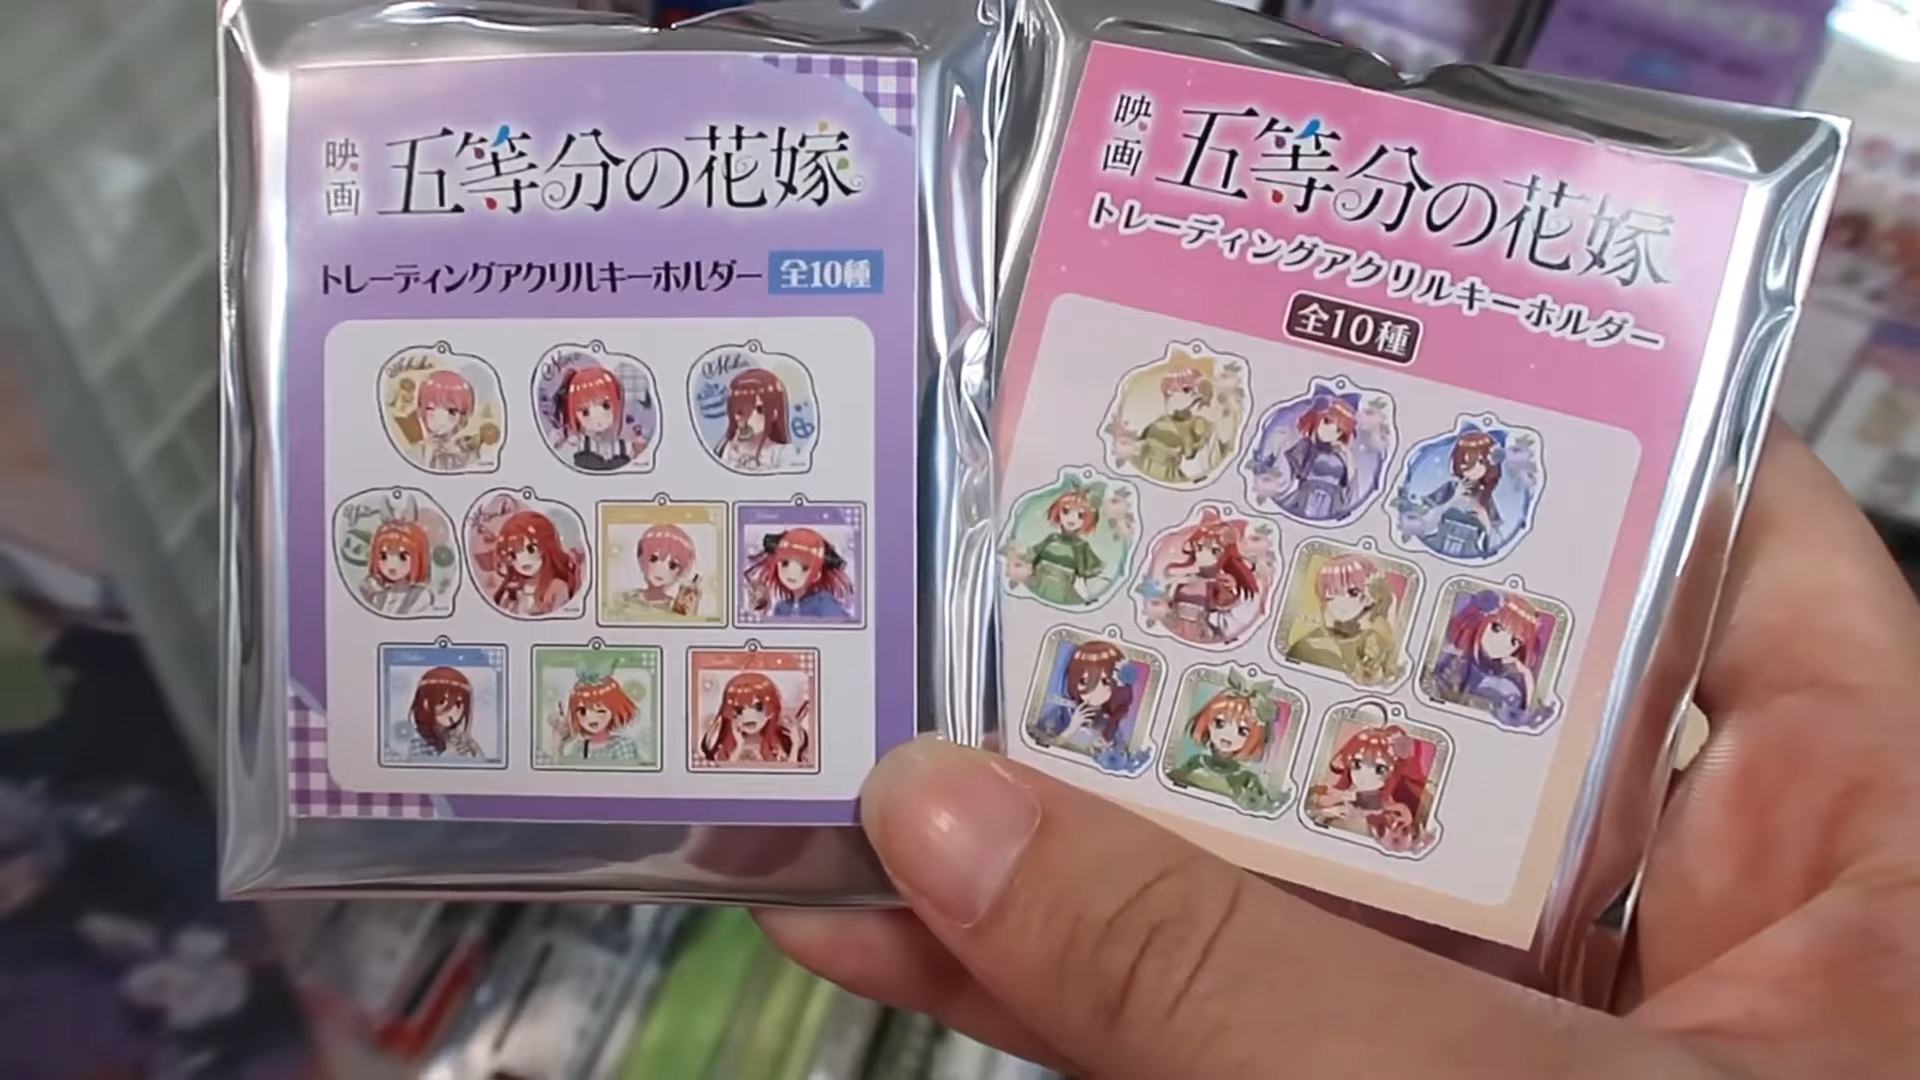 映画 五等分の花嫁
トレーディングアクリルキーホルダー 全10種
Ichika
Nino
Miku
映画 五等分の花嫁
トレーディングアクリルキーホルダー
全10種